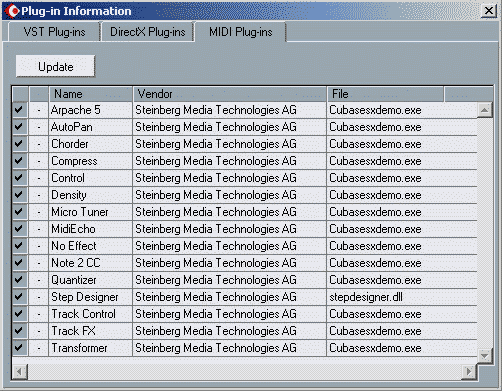 Plug-in Information
VST Plug-ins DirectX Plug-ins MIDI Plug-ins
Update
Name Vendor File
- Arpache 5 Steinberg Media Technologies AG Cubasesxdemo.exe
- AutoPan Steinberg Media Technologies AG Cubasesxdemo.exe
- Chorder Steinberg Media Technologies AG Cubasesxdemo.exe
- Compress Steinberg Media Technologies AG Cubasesxdemo.exe
- Control Steinberg Media Technologies AG Cubasesxdemo.exe
- Density Steinberg Media Technologies AG Cubasesxdemo.exe
- Micro Tuner Steinberg Media Technologies AG Cubasesxdemo.exe
- MidiEcho Steinberg Media Technologies AG Cubasesxdemo.exe
- No Effect Steinberg Media Technologies AG Cubasesxdemo.exe
- Note 2 CC Steinberg Media Technologies AG Cubasesxdemo.exe
- Quantizer Steinberg Media Technologies AG Cubasesxdemo.exe
- Step Designer Steinberg Media Technologies AG stepdesigner.dll
- Track Control Steinberg Media Technologies AG Cubasesxdemo.exe
- Track FX Steinberg Media Technologies AG Cubasesxdemo.exe
- Transformer Steinberg Media Technologies AG Cubasesxdemo.exe